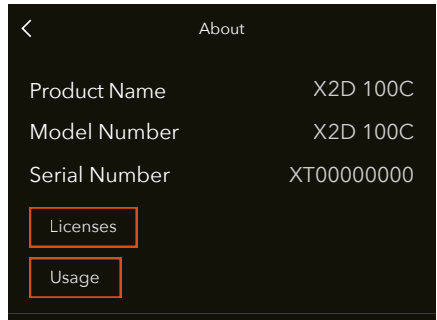 About
Product Name X2D 100C
Model Number X2D 100C
Serial Number XT00000000
Licenses
Usage